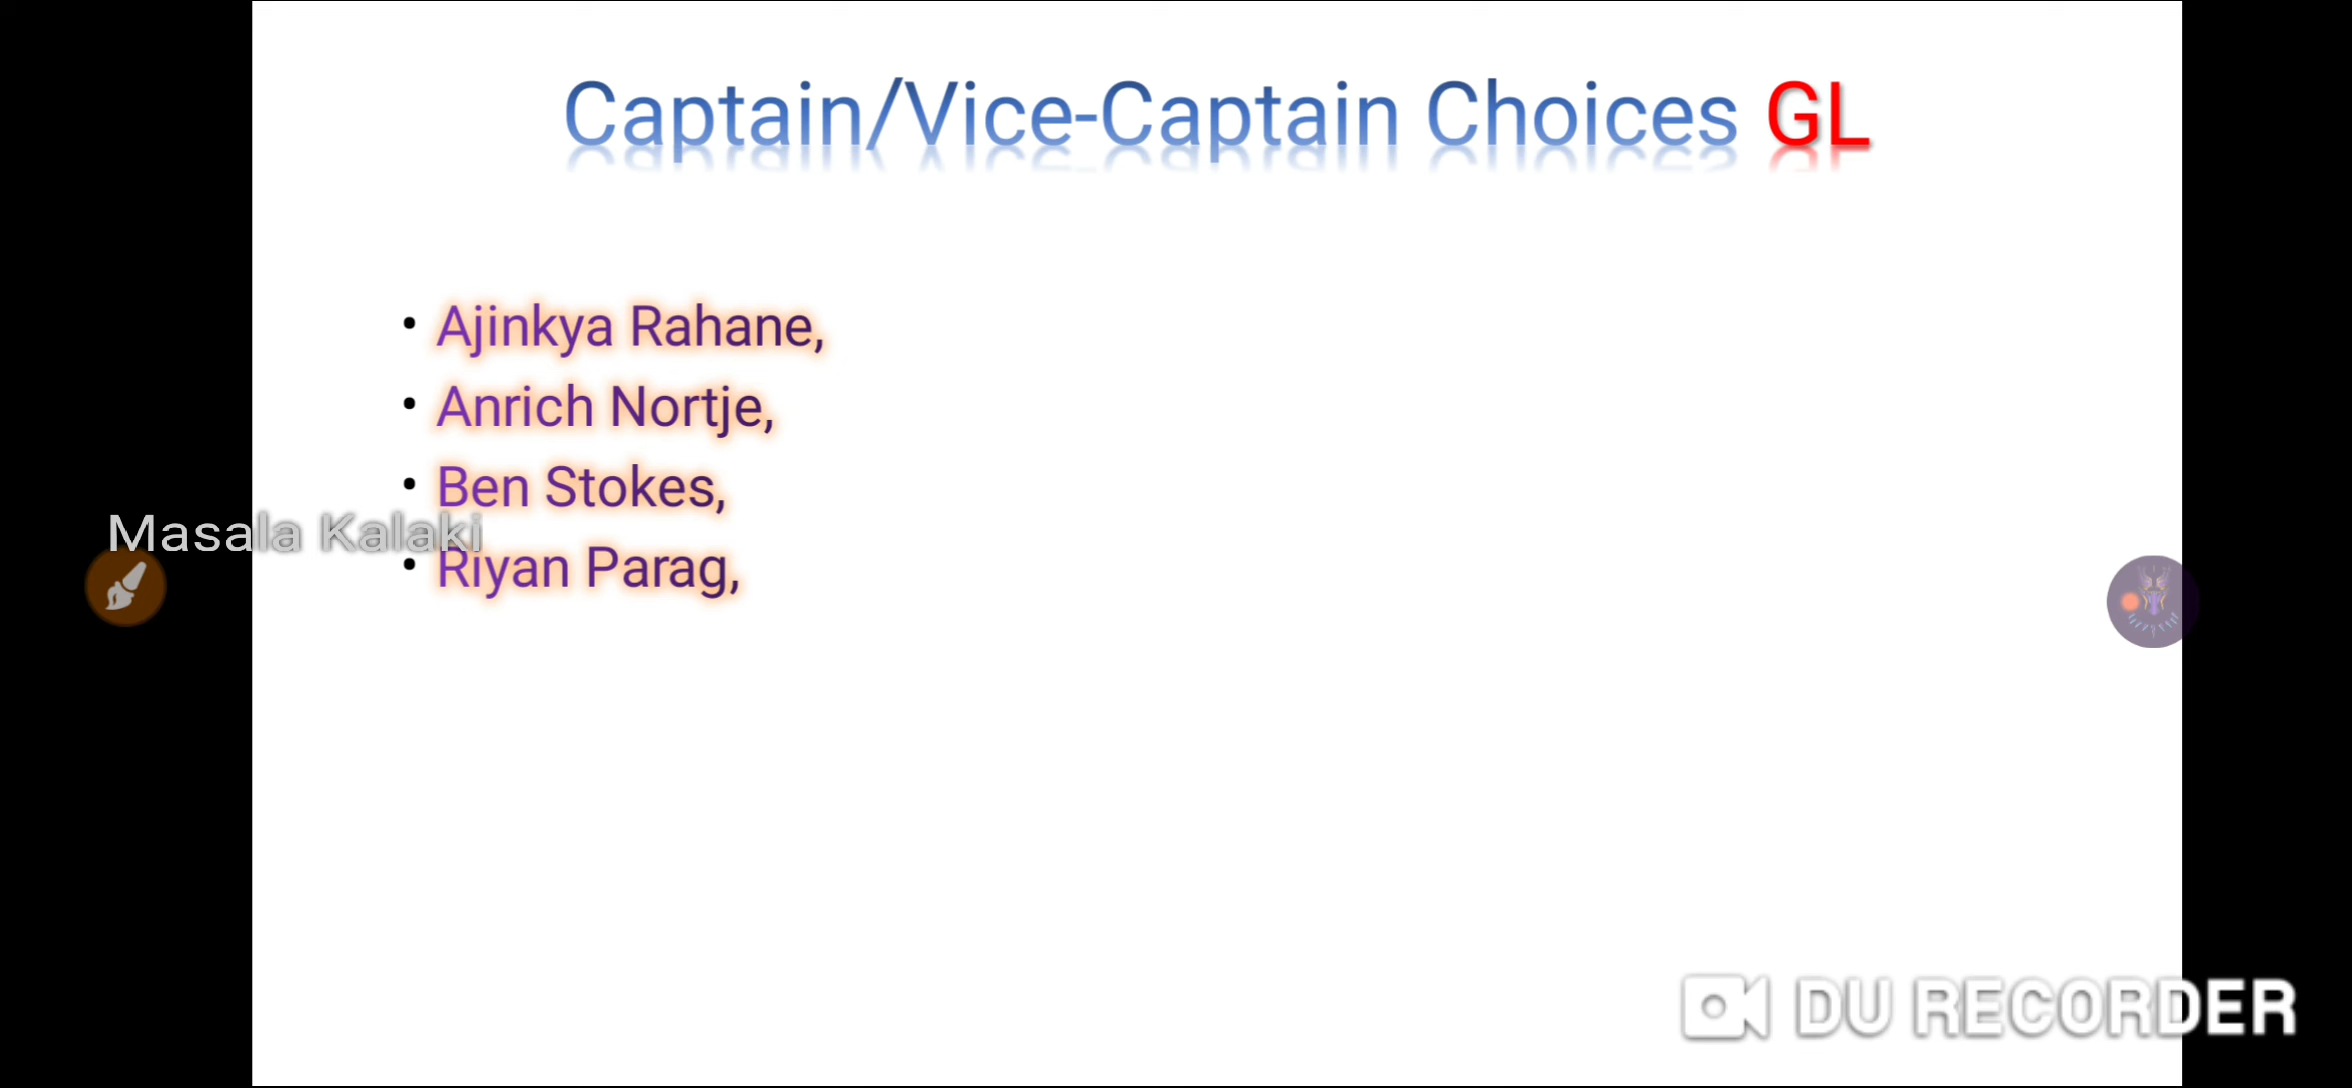 Captain/Vice-Captain Choices GL
• Ajinkya Rahane,
• Anrich Nortje,
• Ben Stokes,
Masala Kalaki
• Riyan Parag,
DU RECORDER